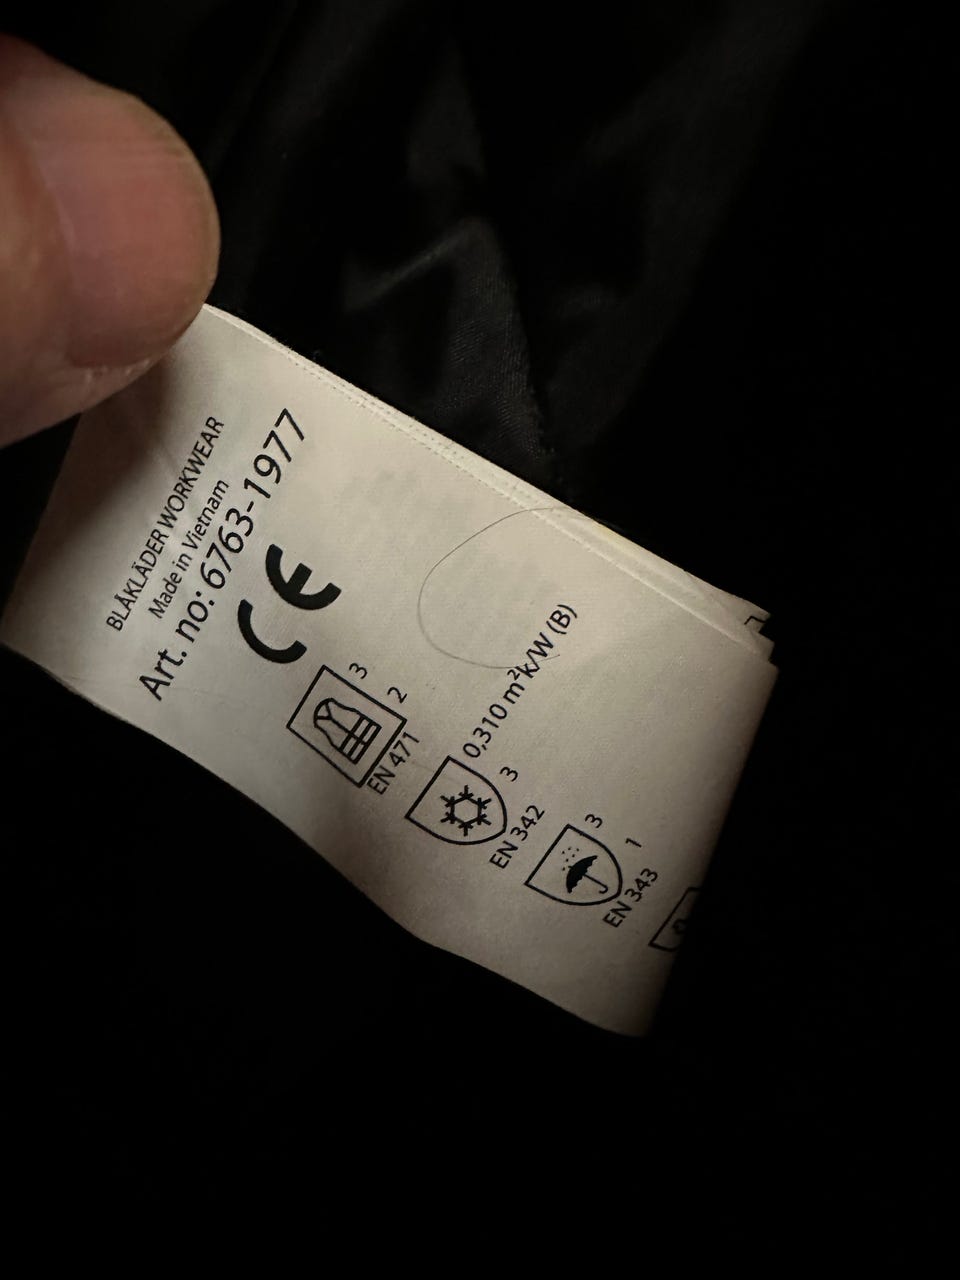 BLÅKLÄDER WORKWEAR
Made in Vietnam
Art. no: 6763-1977
CE
3
2
EN 471
0,310 m²k/W (B)
3
EN 342
3
1
EN 343